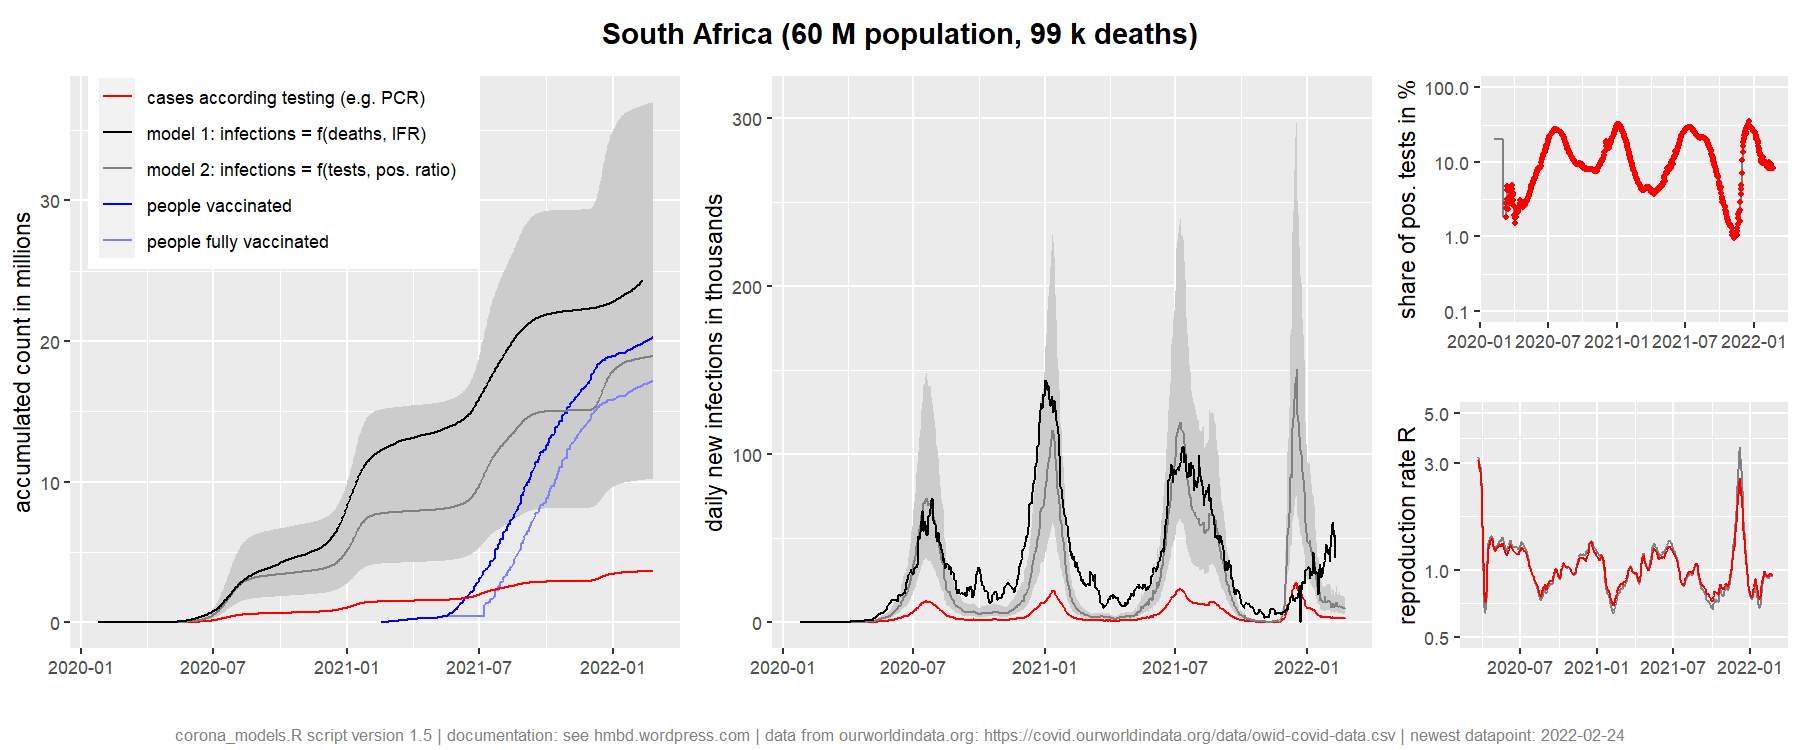 South Africa (60 M population, 99 k deaths)
accumulated count in millions
30
20
10
0
cases according testing (e.g. PCR)
model 1: infections = f(deaths, IFR)
model 2: infections = f(tests, pos. ratio)
people vaccinated
people fully vaccinated
2020-01 2020-07 2021-01 2021-07 2022-01
daily new infections in thousands
300
200
100
0
2020-01 2020-07 2021-01 2021-07 2022-01
share of pos. tests in %
100.0
10.0
1.0
0.1
2020-01 2020-07 2021-01 2021-07 2022-01
reproduction rate R
5.0
3.0
1.0
0.5
2020-07 2021-01 2021-07 2022-01
corona_models.R script version 1.5 | documentation: see hmbd.wordpress.com | data from ourworldindata.org: https://covid.ourworldindata.org/data/owid-covid-data.csv | newest datapoint: 2022-02-24